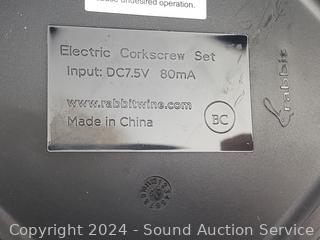 cause undesired operation.
Electric Corkscrew Set
Input: DC7.5V 80mA
www.rabbitwine.com
Made in China
BC
rabbit
Copyright 2024 - Sound Auction Service